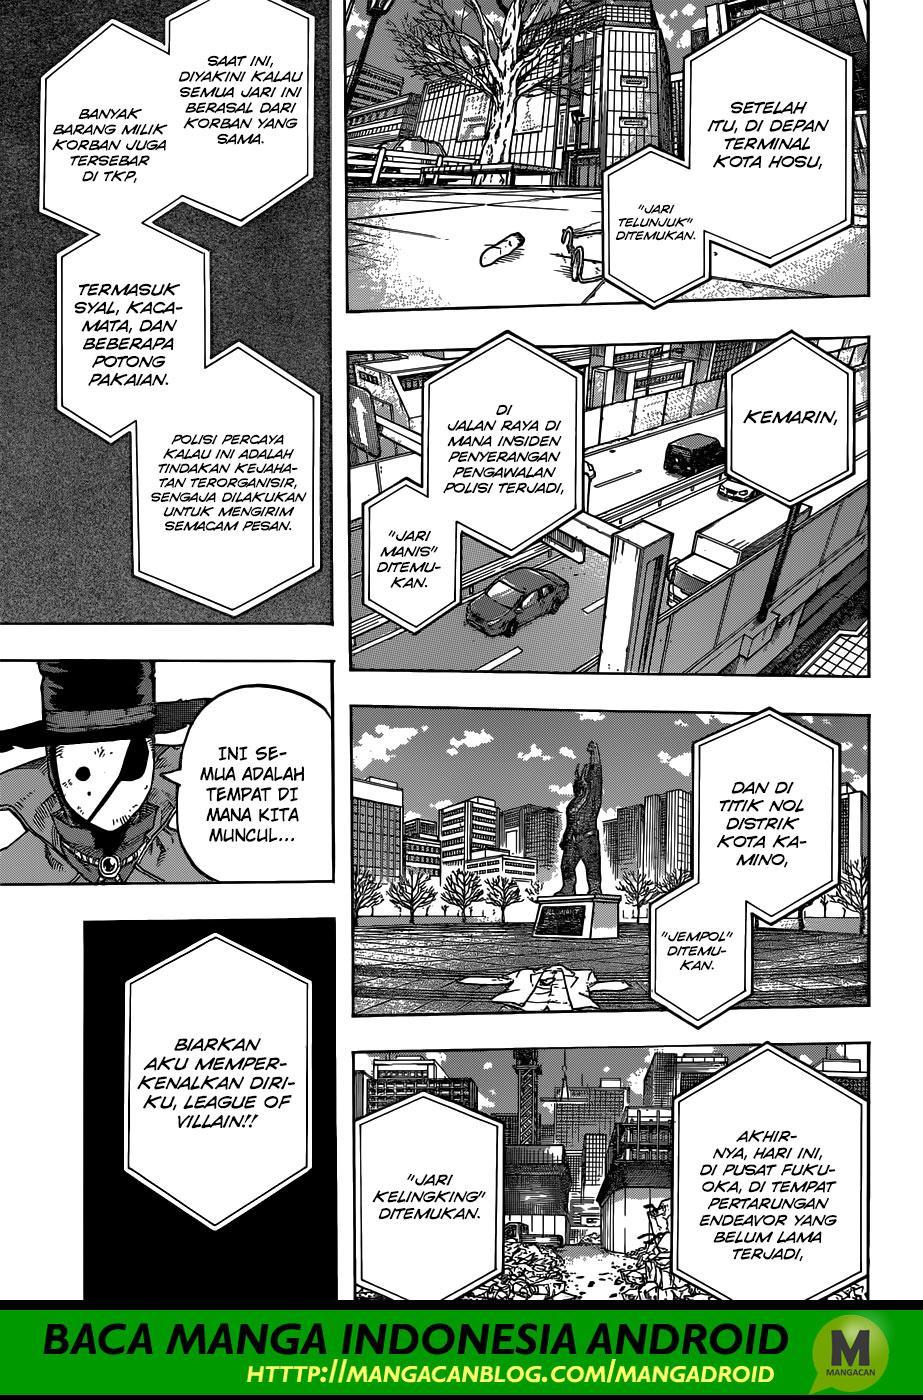 SETELAH
ITU, DI DEPAN
TERMINAL
KOTA HOSU,
"JARI
TELUNJUK"
DITEMUKAN.
KEMARIN,
DI
JALAN RAYA DI
MANA INSIDEN
PENYERANGAN
PENGAWALAN
POLISI TERJADI,
"JARI
MANIS"
DITEMU-
KAN.
DAN DI
TITIK NOL
DISTRIK
KOTA KA-
MINO,
"JEMPOL"
DITEMU-
KAN.
AKHIR-
NYA, HARI INI,
DI PUSAT FUKU-
OKA, DI TEMPAT
PERTARUNGAN
ENDEAVOR YANG
BELUM LAMA
TERJADI,
"JARI
KELINGKING"
DITEMUKAN.
SAAT INI,
DIYAKINI KALAU
SEMUA JARI INI
BERASAL DARI
KORBAN YANG
SAMA.
BANYAK
BARANG MILIK
KORBAN JUGA
TERSEBAR
DI TKP,
TERMASUK
SYAL, KACA-
MATA, DAN
BEBERAPA
POTONG
PAKAIAN.
POLISI PERCAYA
KALAU INI ADALAH
TINDAKAN KEJAHA-
TAN TERORGANISIR,
SENGAJA DILAKUKAN
UNTUK MENGIRIM
SEMACAM PESAN.
INI SE-
MUA ADALAH
TEMPAT DI
MANA KITA
MUNCUL...
BIARKAN
AKU MEMPER-
KENALKAN DIRI-
KU, LEAGUE OF
VILLAIN!!
BACA MANGA INDONESIA ANDROID
HTTTP://MANGACANBLOG.COM/MANGADROID
M
MANGACAN